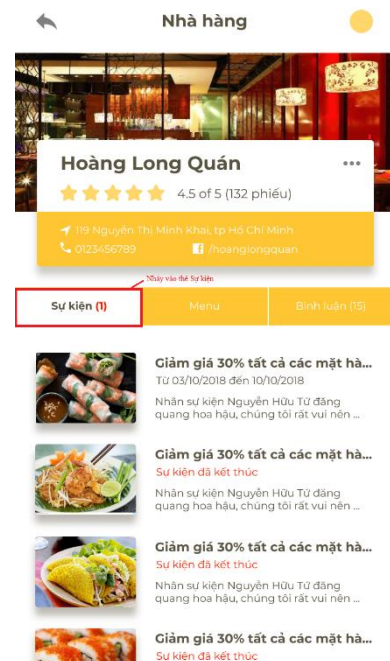 Nhà hàng
Hoàng Long Quán
4.5 of 5 (132 phiếu)
119 Nguyễn Thị Minh Khai, tp Hồ Chí Minh
0123456789 /hoanglongquan
Nháy vào thẻ Sự kiện
Sự kiện (1) Menu Bình luận (15)
Giảm giá 30% tất cả các mặt hà...
Từ 03/10/2018 đến 10/10/2018
Nhân sự kiện Nguyễn Hữu Tứ đăng
quang hoa hậu, chúng tôi rất vui nên ...
Giảm giá 30% tất cả các mặt hà...
Sự kiện đã kết thúc
Nhân sự kiện Nguyễn Hữu Tứ đăng
quang hoa hậu, chúng tôi rất vui nên ...
Giảm giá 30% tất cả các mặt hà...
Sự kiện đã kết thúc
Nhân sự kiện Nguyễn Hữu Tứ đăng
quang hoa hậu, chúng tôi rất vui nên ...
Giảm giá 30% tất cả các mặt hà...
Sự kiện đã kết thúc